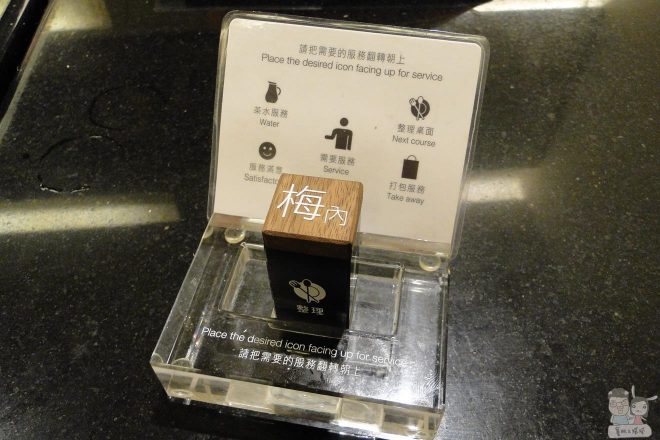 請把需要的服務翻轉朝上
Place the desired icon facing up for service
茶水服務
Water
整理桌面
Next course
需要服務
Service
服務滿意
Satisfactor
打包服務
Take away
梅內
整理
Place the desired icon facing up for service
請把需要的服務翻轉朝上